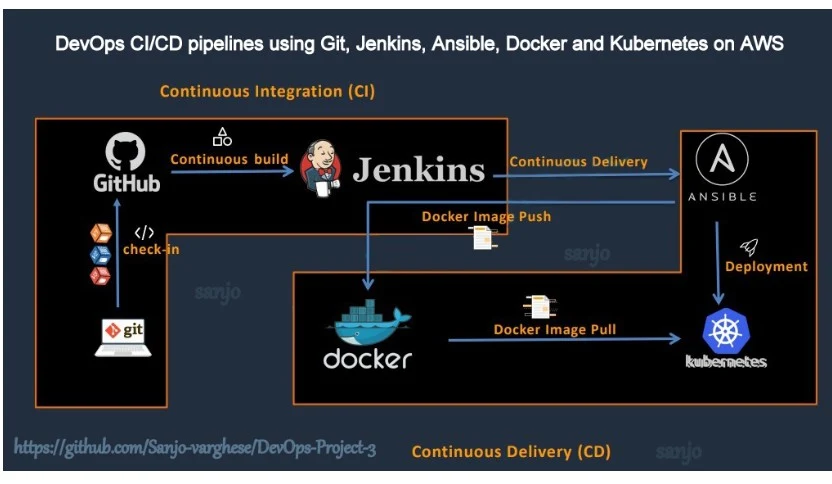 DevOps CI/CD pipelines using Git, Jenkins, Ansible, Docker and Kubernetes on AWS
Continuous Integration (CI)
GitHub
Continuous build
Jenkins
Continuous Delivery
ANSIBLE
Docker Image Push
</>
check-in
sanjo
sanjo
Deployment
git
docker
Docker Image Pull
kubernetes
https://github.com/Sanjo-varghese/DevOps-Project-3
Continuous Delivery (CD)
sanjo